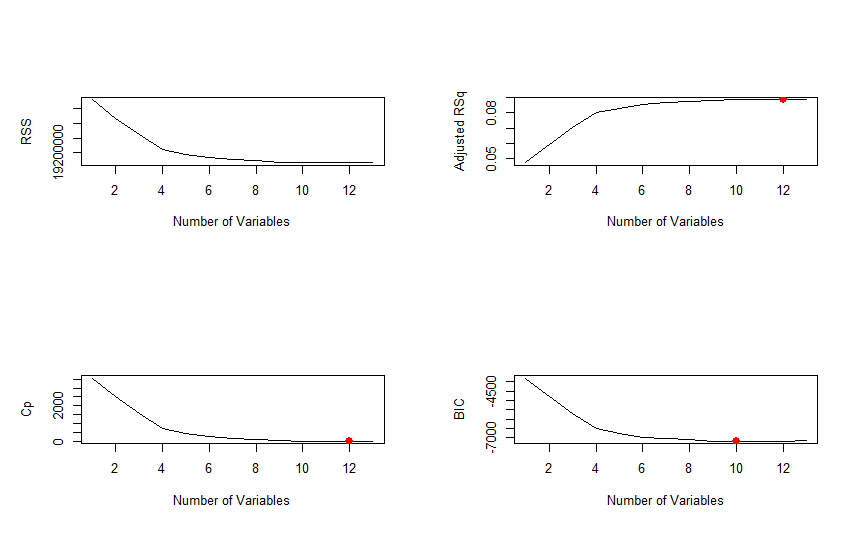 RSS
19200000
2 4 6 8 10 12
Number of Variables
Adjusted RSq
0.05 0.08
2 4 6 8 10 12
Number of Variables
Cp
0 2000
2 4 6 8 10 12
Number of Variables
BIC
-7000 -4500
2 4 6 8 10 12
Number of Variables